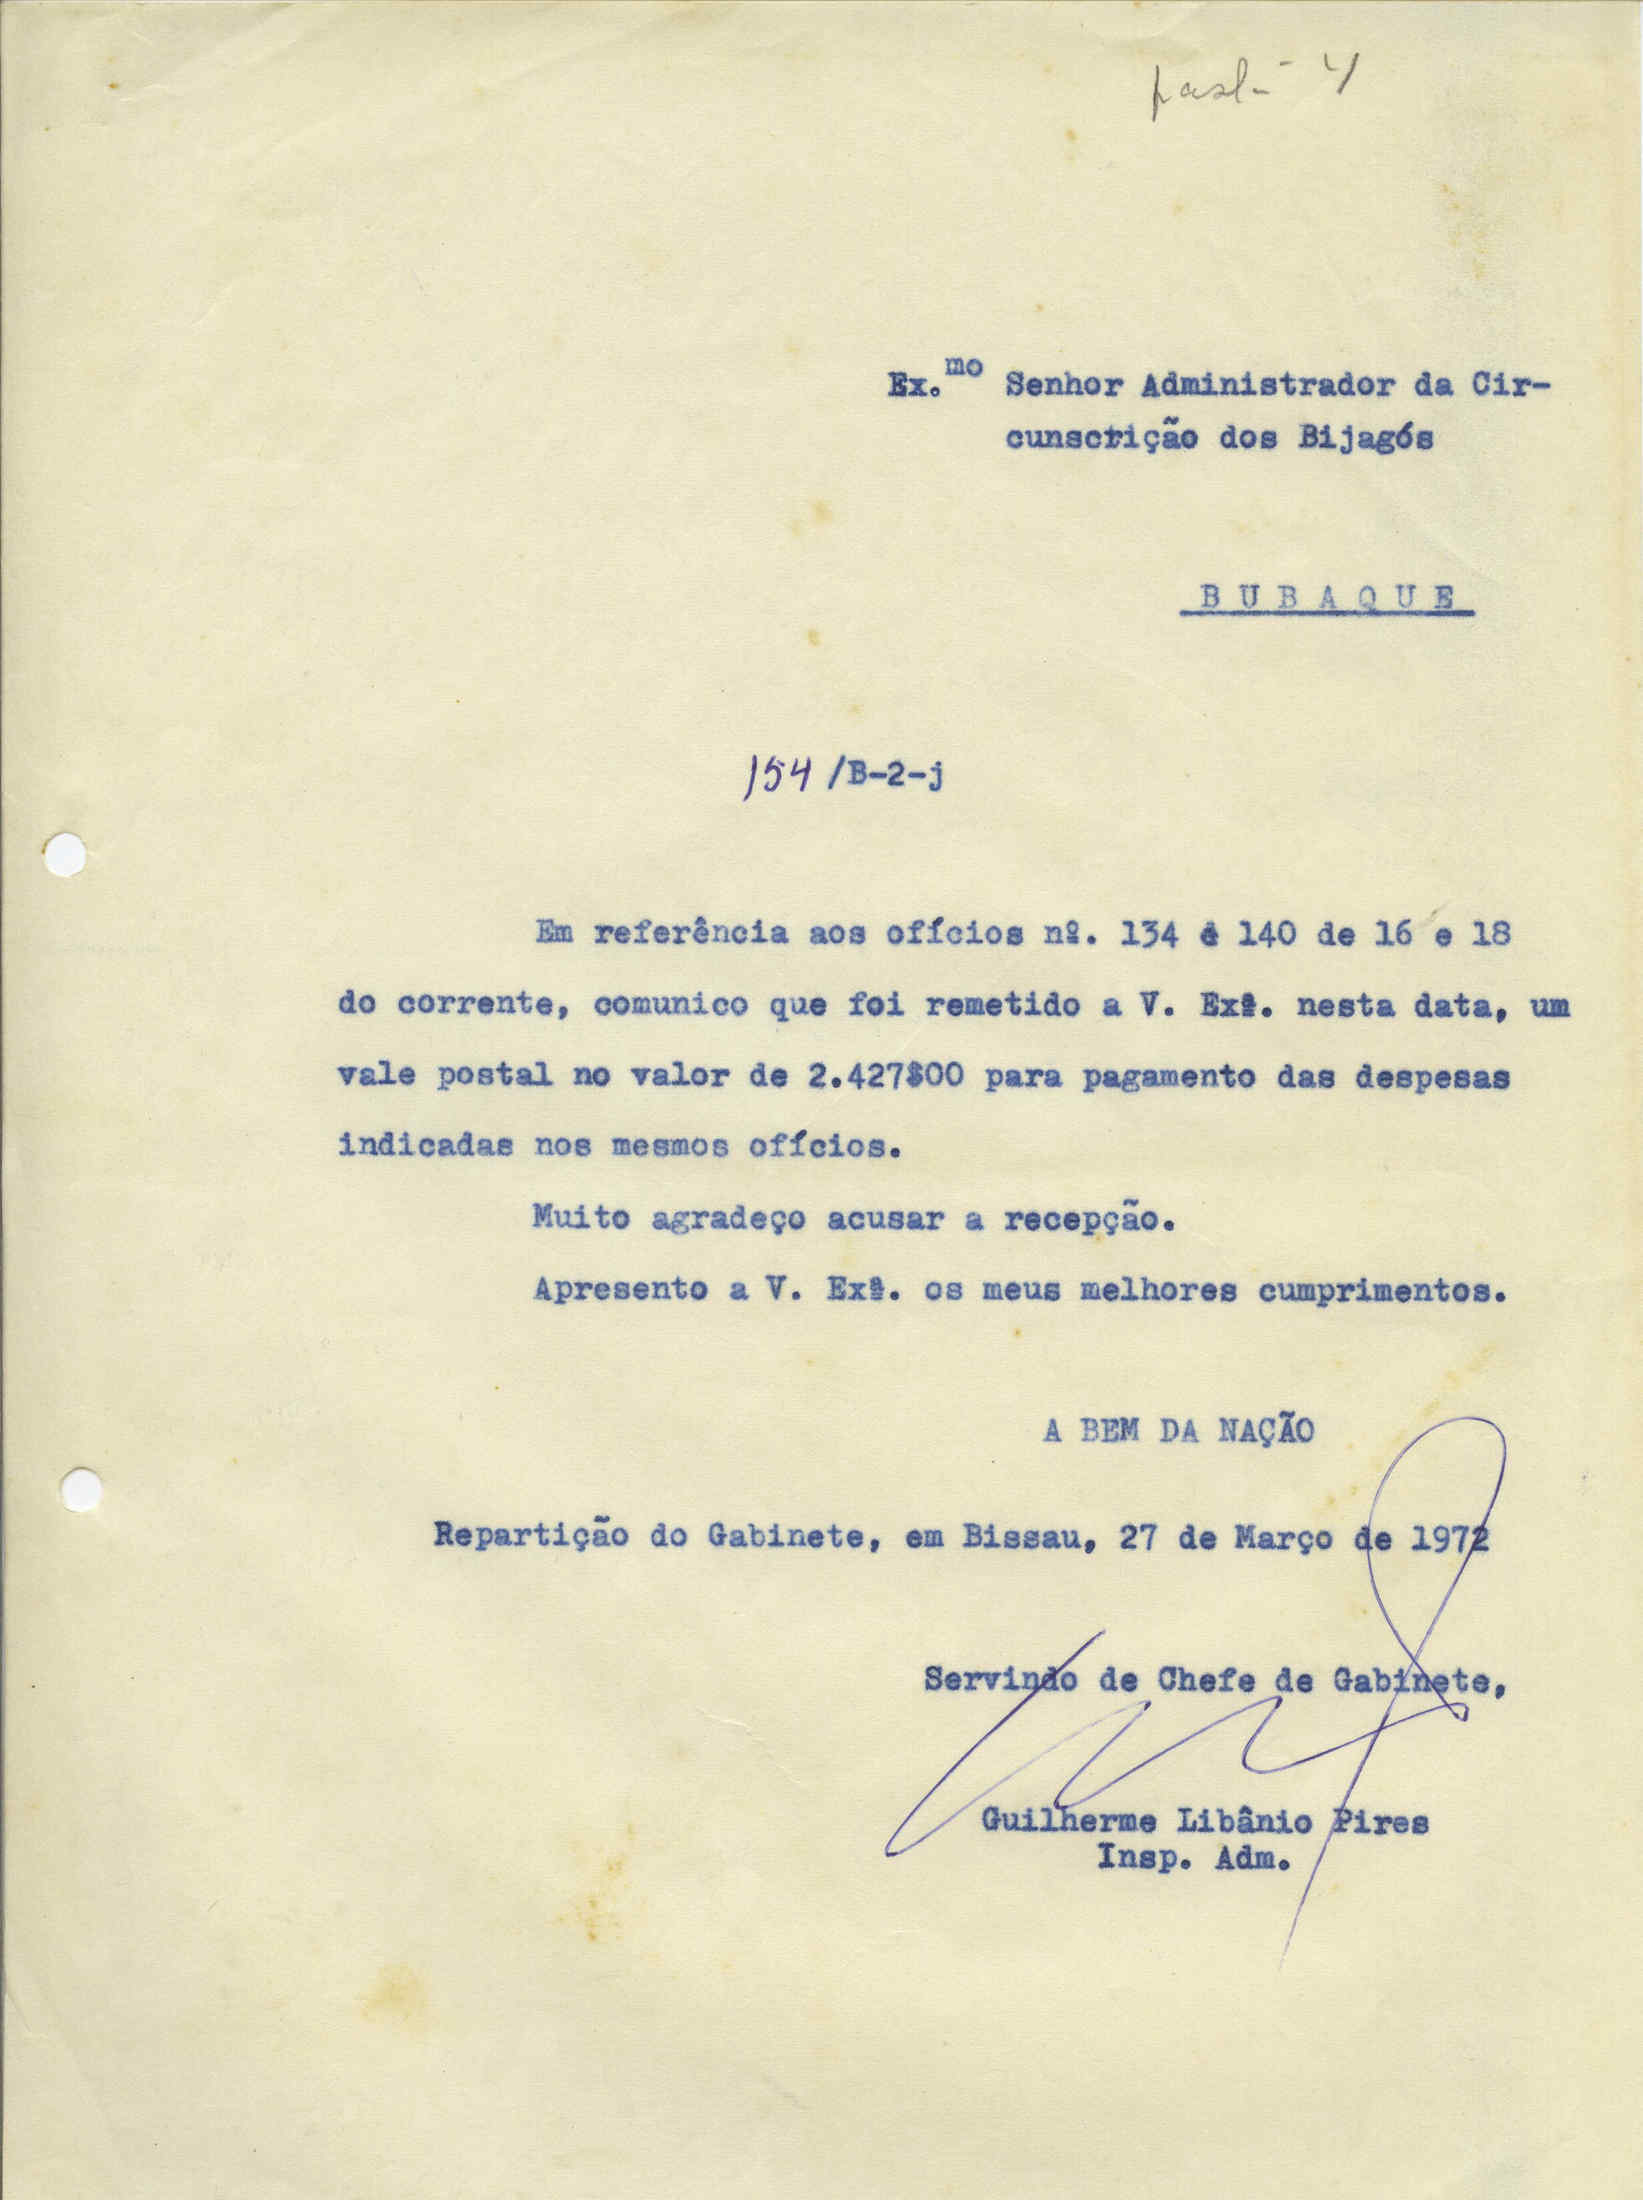 Ex.mo Senhor Administrador da Cir-
cunscrição dos Bijagós
BUBAQUE
154/B-2-j
Em referência aos ofícios nº. 134 e 140 de 16 e 18
do corrente, comunico que foi remetido a V. Exª. nesta data, um
vale postal no valor de 2.427$00 para pagamento das despesas
indicadas nos mesmos ofícios.
Muito agradeço acusar a recepção.
Apresento a V. Exª. os meus melhores cumprimentos.
A BEM DA NAÇÃO
Repartição do Gabinete, em Bissau, 27 de Março de 1972
Servindo de Chefe de Gabinete,
Guilherme Libânio Pires
Insp. Adm.